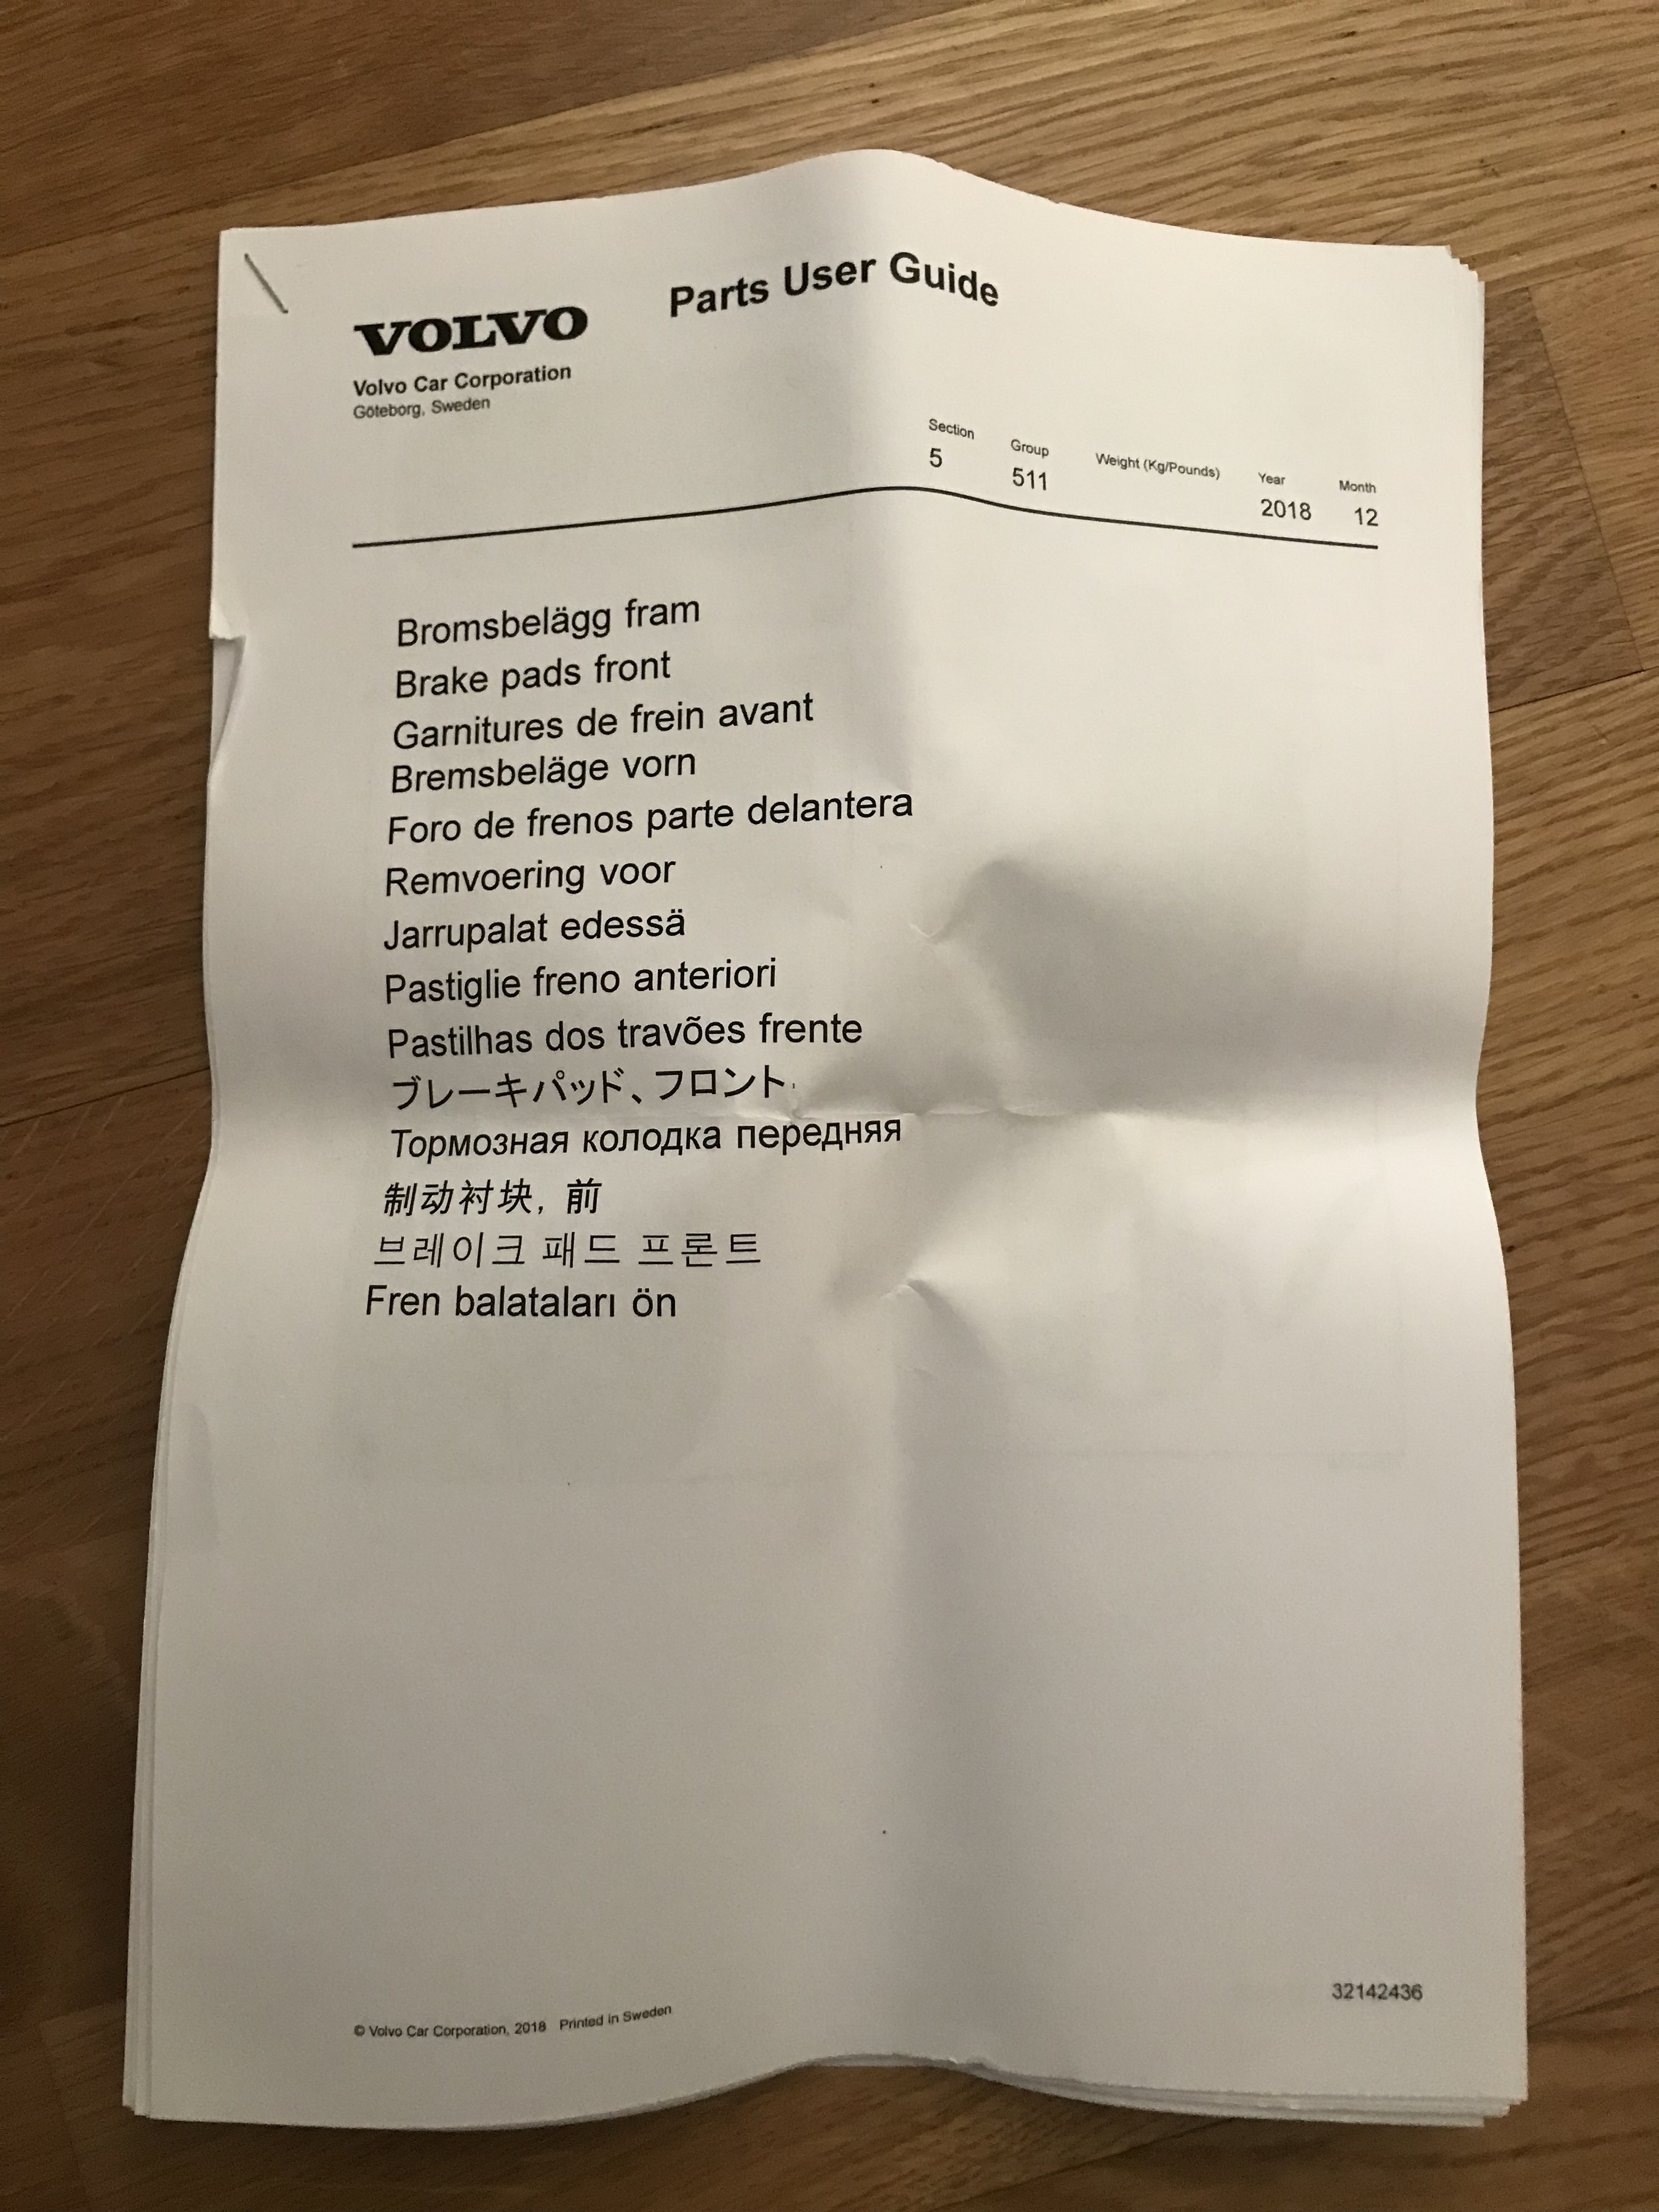 Parts User Guide
VOLVO
Volvo Car Corporation
Göteborg, Sweden
Section Group Weight (Kg/Pounds) Year Month
5 511 2018 12
Bromsbelägg fram
Brake pads front
Garnitures de frein avant
Bremsbeläge vorn
Foro de frenos parte delantera
Remvoering voor
Jarrupalat edessä
Pastiglie freno anteriori
Pastilhas dos travões frente
ブレーキパッド、フロント
Тормозная колодка передняя
制动衬块, 前
브레이크 패드 프론트
Fren balataları ön
32142436
© Volvo Car Corporation, 2018 Printed in Sweden